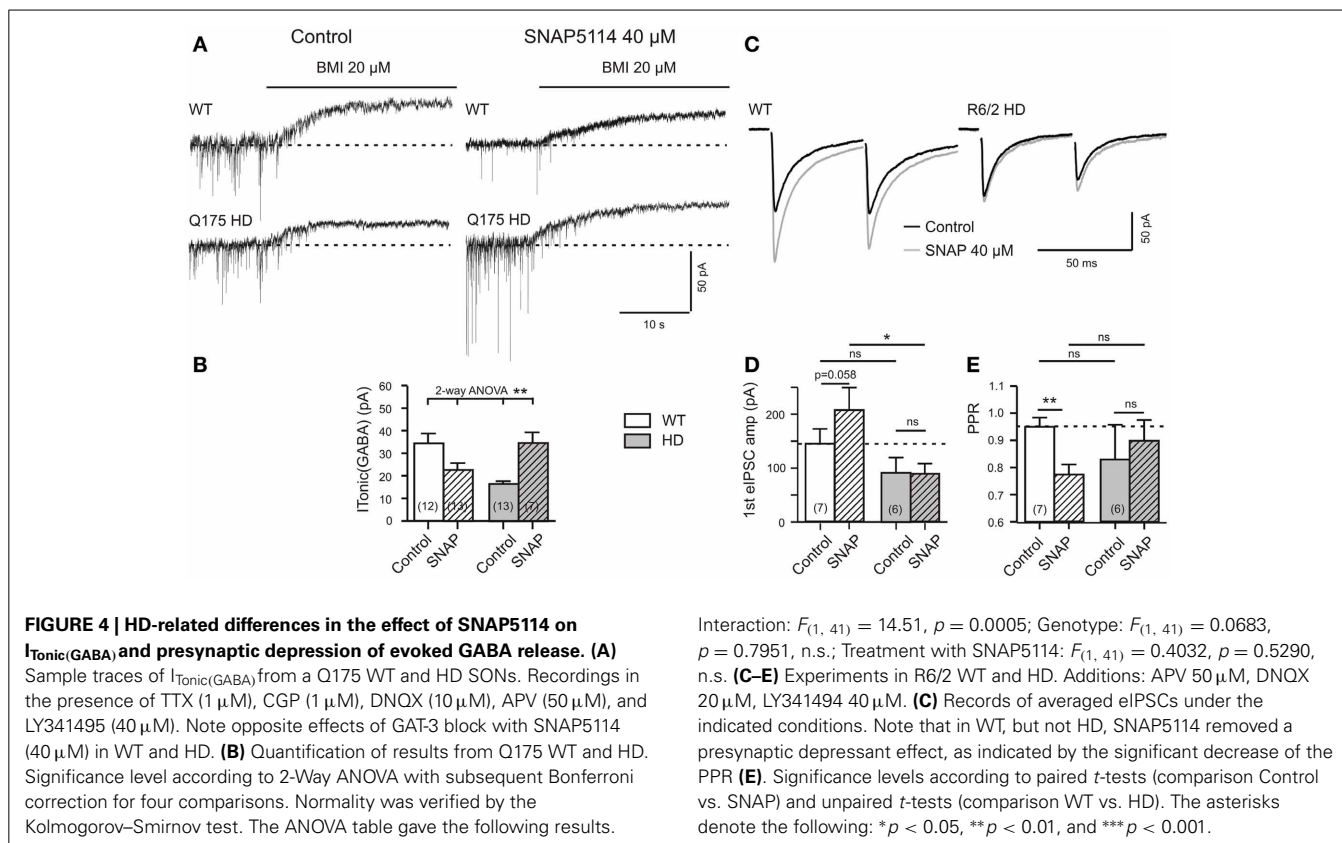 A
Control
SNAP5114 40 µM
BMI 20 µM
BMI 20 µM
WT
WT
Q175 HD
Q175 HD
50 pA
10 s
C
WT
R6/2 HD
Control
SNAP 40 µM
50 ms
50 pA
B
ITonic(GABA) (pA)
60
50
40
30
20
10
0
2-way ANOVA **
(12)
(13)
(13)
(7)
Control
SNAP
Control
SNAP
WT
HD
D
1st eIPSC amp (pA)
200
100
0
ns
*
p=0.058
ns
(7)
(6)
Control
SNAP
Control
SNAP
E
PPR
1.1
1.0
0.9
0.8
0.7
0.6
ns
ns
**
ns
(7)
(6)
Control
SNAP
Control
SNAP
FIGURE 4 | HD-related differences in the effect of SNAP5114 on
ITonic(GABA) and presynaptic depression of evoked GABA release. (A)
Sample traces of ITonic(GABA) from a Q175 WT and HD SONs. Recordings in
the presence of TTX (1 µM), CGP (1 µM), DNQX (10 µM), APV (50 µM), and
LY341495 (40 µM). Note opposite effects of GAT-3 block with SNAP5114
(40 µM) in WT and HD. (B) Quantification of results from Q175 WT and HD.
Significance level according to 2-Way ANOVA with subsequent Bonferroni
correction for four comparisons. Normality was verified by the
Kolmogorov–Smirnov test. The ANOVA table gave the following results.
Interaction: F(1, 41) = 14.51, p = 0.0005; Genotype: F(1, 41) = 0.0683,
p = 0.7951, n.s.; Treatment with SNAP5114: F(1, 41) = 0.4032, p = 0.5290,
n.s. (C–E) Experiments in R6/2 WT and HD. Additions: APV 50 µM, DNQX
20 µM, LY341494 40 µM. (C) Records of averaged eIPSCs under the
indicated conditions. Note that in WT, but not HD, SNAP5114 removed a
presynaptic depressant effect, as indicated by the significant decrease of the
PPR (E). Significance levels according to paired t-tests (comparison Control
vs. SNAP) and unpaired t-tests (comparison WT vs. HD). The asterisks
denote the following: *p < 0.05, **p < 0.01, and ***p < 0.001.